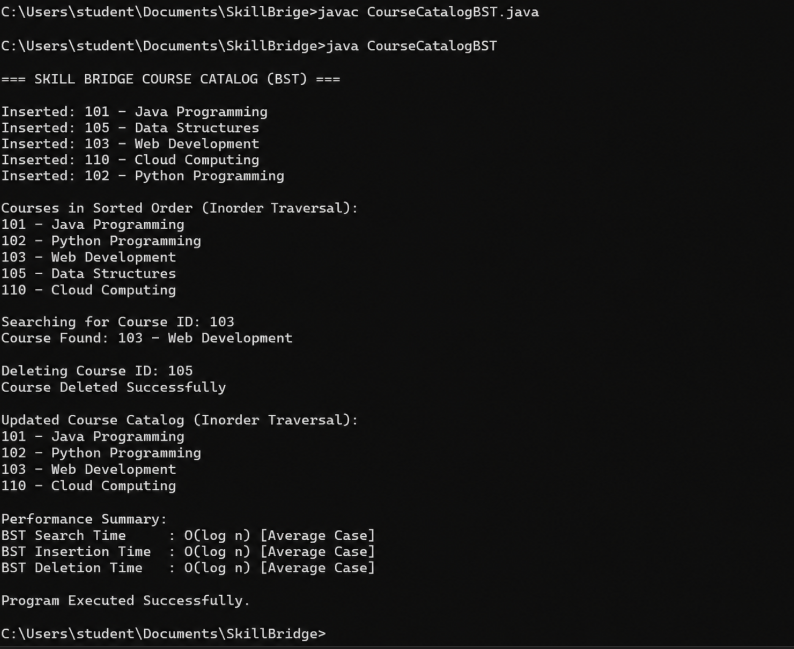 C:\Users\student\Documents\SkillBrige>javac CourseCatalogBST.java
C:\Users\student\Documents\SkillBridge>java CourseCatalogBST
=== SKILL BRIDGE COURSE CATALOG (BST) ===
Inserted: 101 – Java Programming
Inserted: 105 – Data Structures
Inserted: 103 – Web Development
Inserted: 110 – Cloud Computing
Inserted: 102 – Python Programming
Courses in Sorted Order (Inorder Traversal):
101 – Java Programming
102 – Python Programming
103 – Web Development
105 – Data Structures
110 – Cloud Computing
Searching for Course ID: 103
Course Found: 103 – Web Development
Deleting Course ID: 105
Course Deleted Successfully
Updated Course Catalog (Inorder Traversal):
101 – Java Programming
102 – Python Programming
103 – Web Development
110 – Cloud Computing
Performance Summary:
BST Search Time     : O(log n) [Average Case]
BST Insertion Time  : O(log n) [Average Case]
BST Deletion Time   : O(log n) [Average Case]
Program Executed Successfully.
C:\Users\student\Documents\SkillBridge>